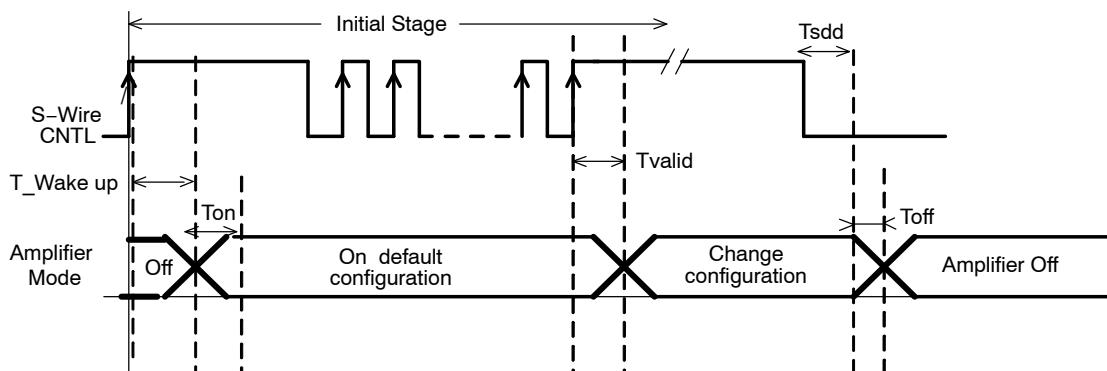 Initial Stage
Tsdd
S−Wire
CNTL
Tvalid
T_Wake up
Ton
Toff
Amplifier
Mode
Off
On default
configuration
Change
configuration
Amplifier Off